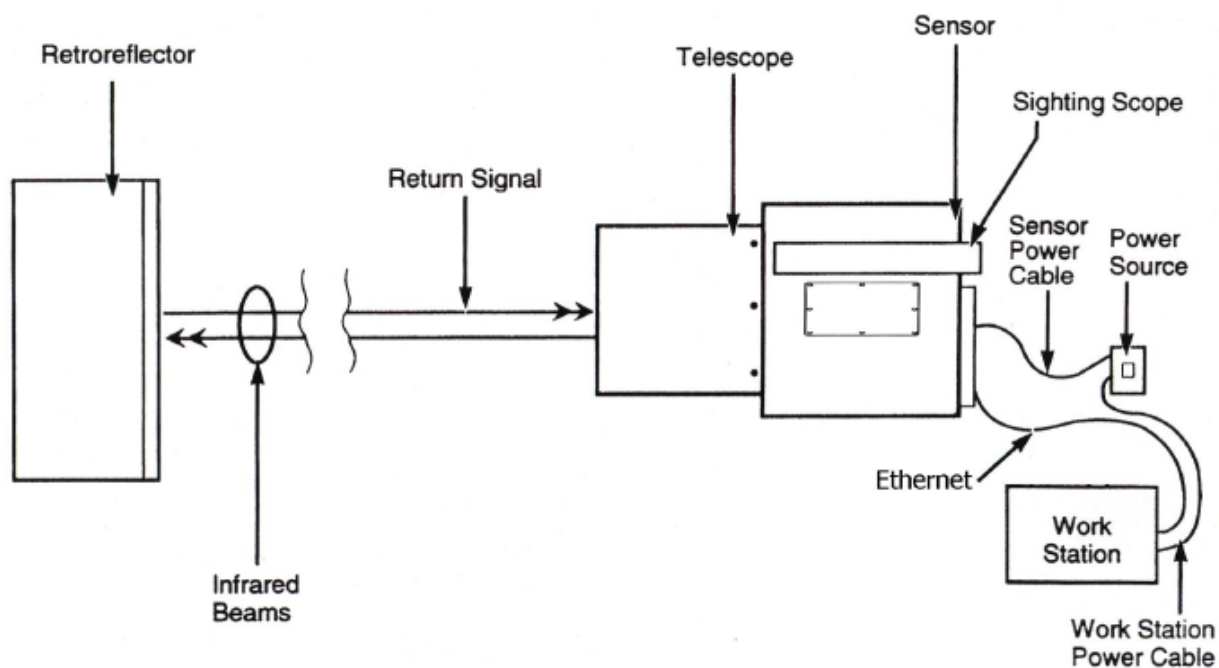 Retroreflector
Return Signal
Telescope
Sensor
Sighting Scope
Sensor
Power
Cable
Power
Source
Infrared
Beams
Ethernet
Work
Station
Work Station
Power Cable